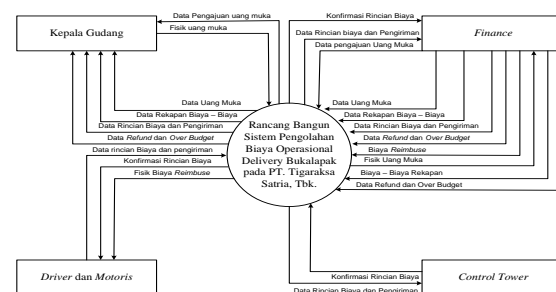 Data Pengajuan uang muka
Fisik uang muka
Kepala Gudang
Konfirmasi Rincian Biaya
Data Rincian biaya dan Pengiriman
Data pengajuan Uang Muka
Finance
Data Uang Muka
Data Rekapan Biaya – Biaya
Data Rincian Biaya dan Pengiriman
Data Refund dan Over Budget
Data rincian Biaya dan pengiriman
Konfirmasi Rincian Biaya
Fisik Biaya Reimbuse
Rancang Bangun
Sistem Pengolahan
Biaya Operasional
Delivery Bukalapak
pada PT. Tigaraksa
Satria, Tbk.
Data Uang Muka
Data Rekapan Biaya – Biaya
Data Rincian Biaya dan Pengiriman
Data Refund dan Over Budget
Biaya Reimbuse
Fisik Uang Muka
Biaya – Biaya Rekapan
Data Refund dan Over Budget
Driver dan Motoris
Konfirmasi Rincian Biaya
Data Rincian Biaya dan Pengiriman
Control Tower